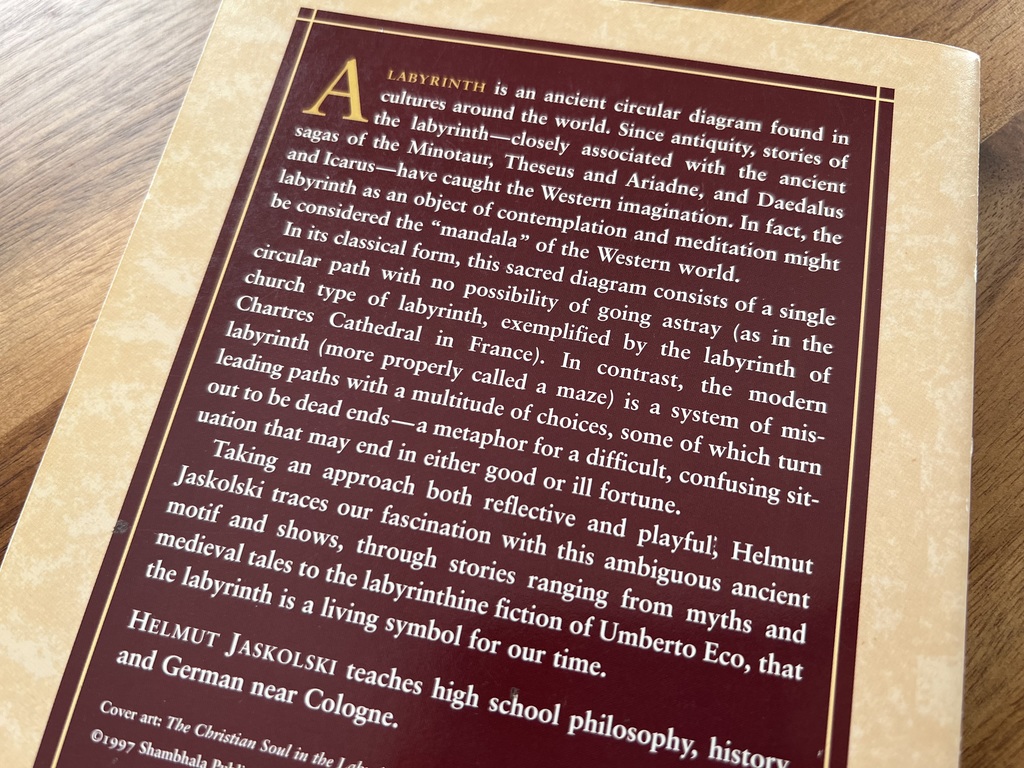 A LABYRINTH is an ancient circular diagram found in
cultures around the world. Since antiquity, stories of
the labyrinth—closely associated with the ancient
sagas of the Minotaur, Theseus and Ariadne, and Daedalus
and Icarus—have caught the Western imagination. In fact, the
labyrinth as an object of contemplation and meditation might
be considered the “mandala” of the Western world.
In its classical form, this sacred diagram consists of a single
circular path with no possibility of going astray (as in the
church type of labyrinth, exemplified by the labyrinth of
Chartres Cathedral in France). In contrast, the modern
labyrinth (more properly called a maze) is a system of mis-
leading paths with a multitude of choices, some of which turn
out to be dead ends—a metaphor for a difficult, confusing sit-
uation that may end in either good or ill fortune.
Taking an approach both reflective and playful, Helmut
Jaskolski traces our fascination with this ambiguous ancient
motif and shows, through stories ranging from myths and
medieval tales to the labyrinthine fiction of Umberto Eco, that
the labyrinth is a living symbol for our time.
HELMUT JASKOLSKI teaches high school philosophy, history
and German near Cologne.
Cover art: The Christian Soul in the
©1997 Shambhala